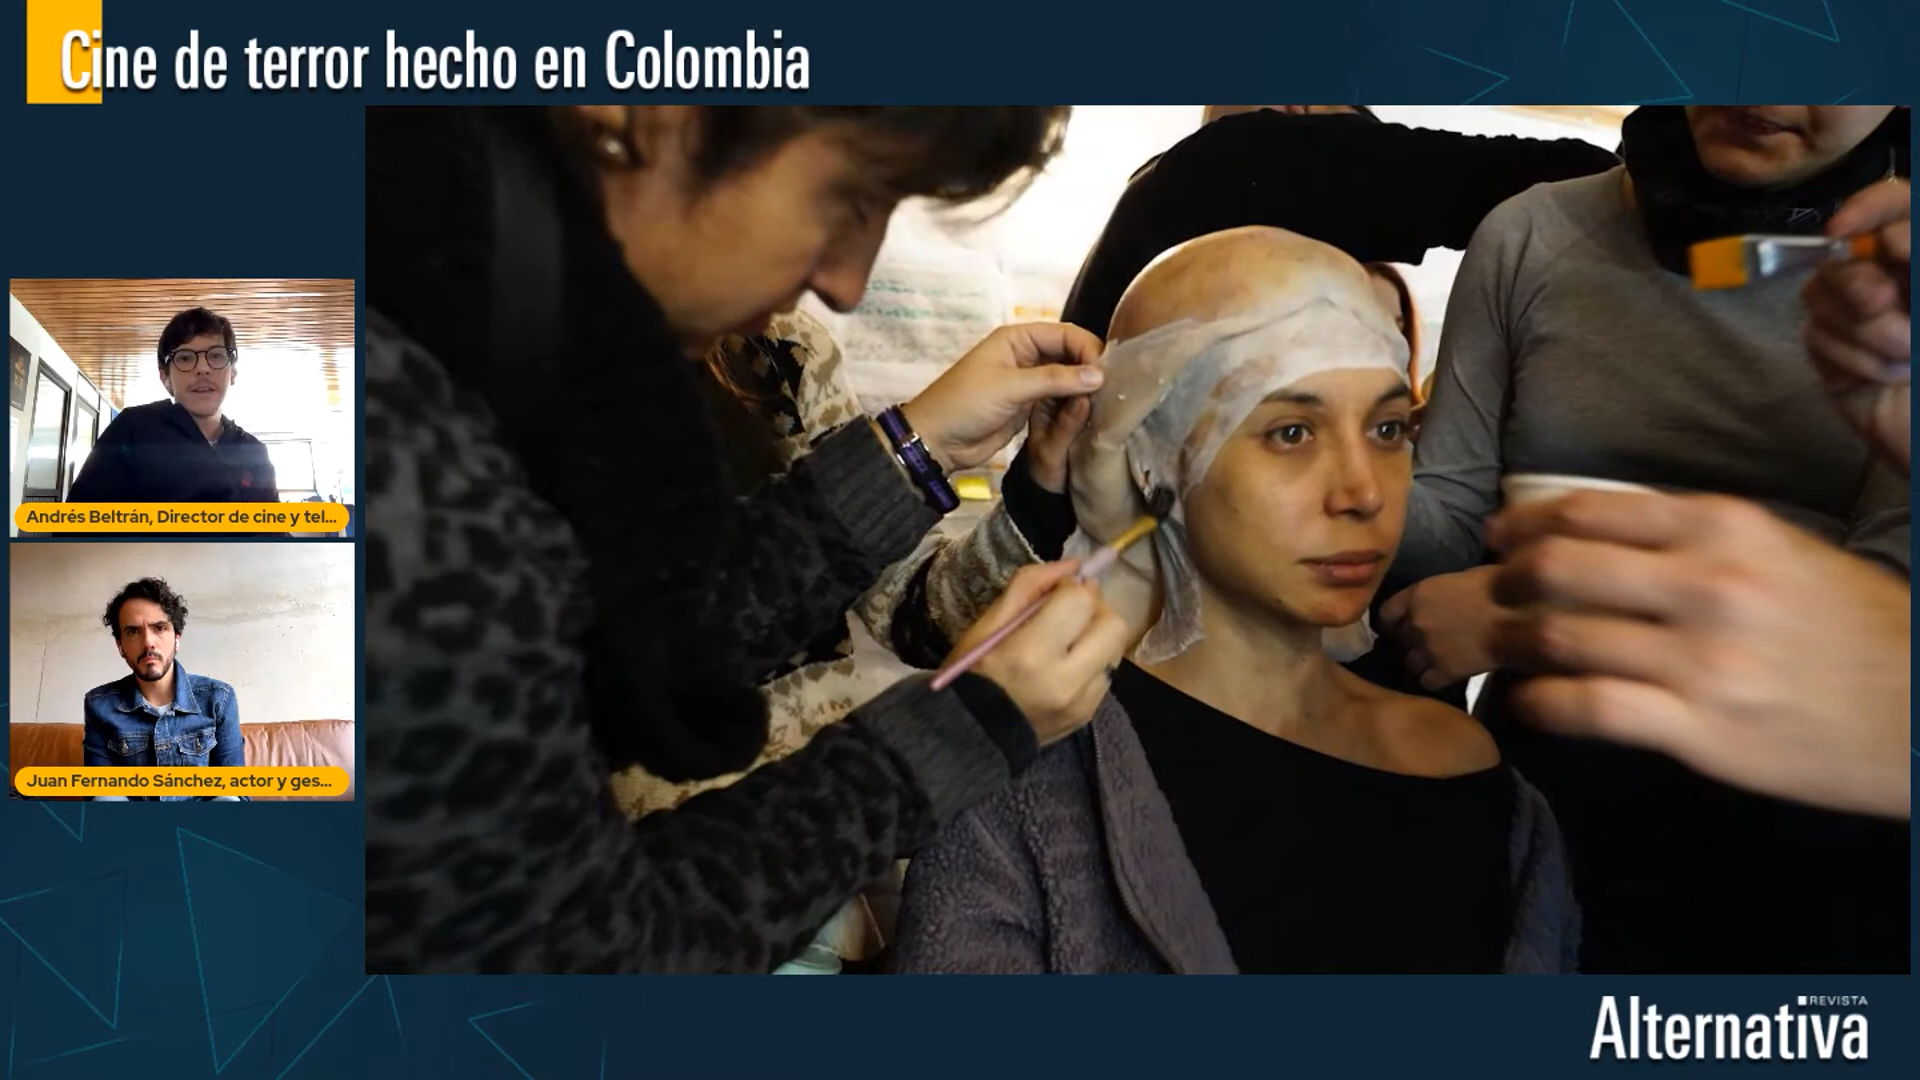 Cine de terror hecho en Colombia
Andrés Beltrán, Director de cine y tel...
Juan Fernando Sánchez, actor y ges...
REVISTA
Alternativa